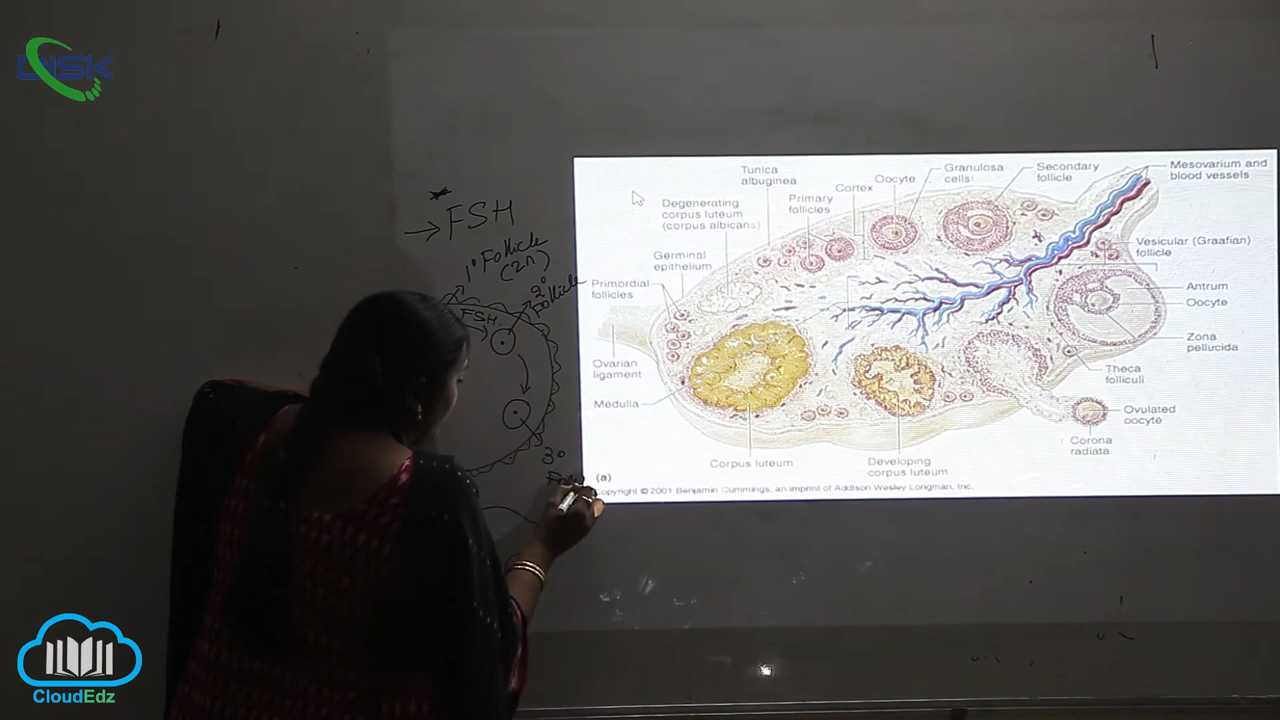 DISK
→ FSH
1° Follicle
(2n)
2°
Follicle
FSH
3°
Tunica
albuginea
Degenerating
corpus luteum
(corpus albicans)
Primary
follicles
Cortex
Oocyte
Granulosa
cells
Secondary
follicle
Mesovarium and
blood vessels
Germinal
epithelium
Primordial
follicles
Vesicular (Graafian)
follicle
Antrum
Oocyte
Zona
pellucida
Theca
folliculi
Ovarian
ligament
Medulla
Ovulated
oocyte
Corona
radiata
Corpus luteum
Developing
corpus luteum
(a)
Copyright © 2001 Benjamin Cummings, an imprint of Addison Wesley Longman, Inc.
CloudEdz